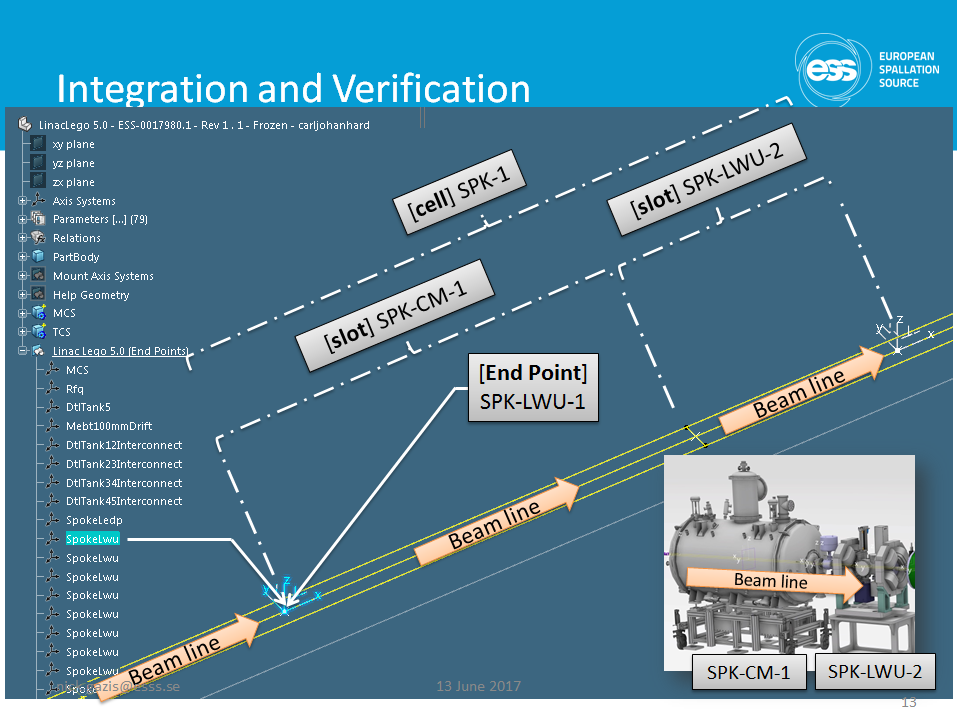 Integration and Verification
ess
EUROPEAN
SPALLATION
SOURCE
LinacLego 5.0 - ESS-0017980.1 - Rev 1 . 1 - Frozen - carljohanhard
xy plane
yz plane
zx plane
Axis Systems
Parameters [...] (79)
Relations
PartBody
Mount Axis Systems
Help Geometry
MCS
TCS
Linac Lego 5.0 (End Points)
MCS
Rfq
DtlTank5
Mebt100mmDrift
DtlTank12Interconnect
DtlTank23Interconnect
DtlTank34Interconnect
DtlTank45Interconnect
SpokeLedp
SpokeLwu
SpokeLwu
SpokeLwu
SpokeLwu
SpokeLwu
SpokeLwu
SpokeLwu
SpokeLwu
[cell] SPK-1
[slot] SPK-LWU-2
[slot] SPK-CM-1
[End Point]
SPK-LWU-1
z
y
x
z
y
x
Beam line
Beam line
Beam line
Beam line
SPK-CM-1
SPK-LWU-2
13 June 2017
13